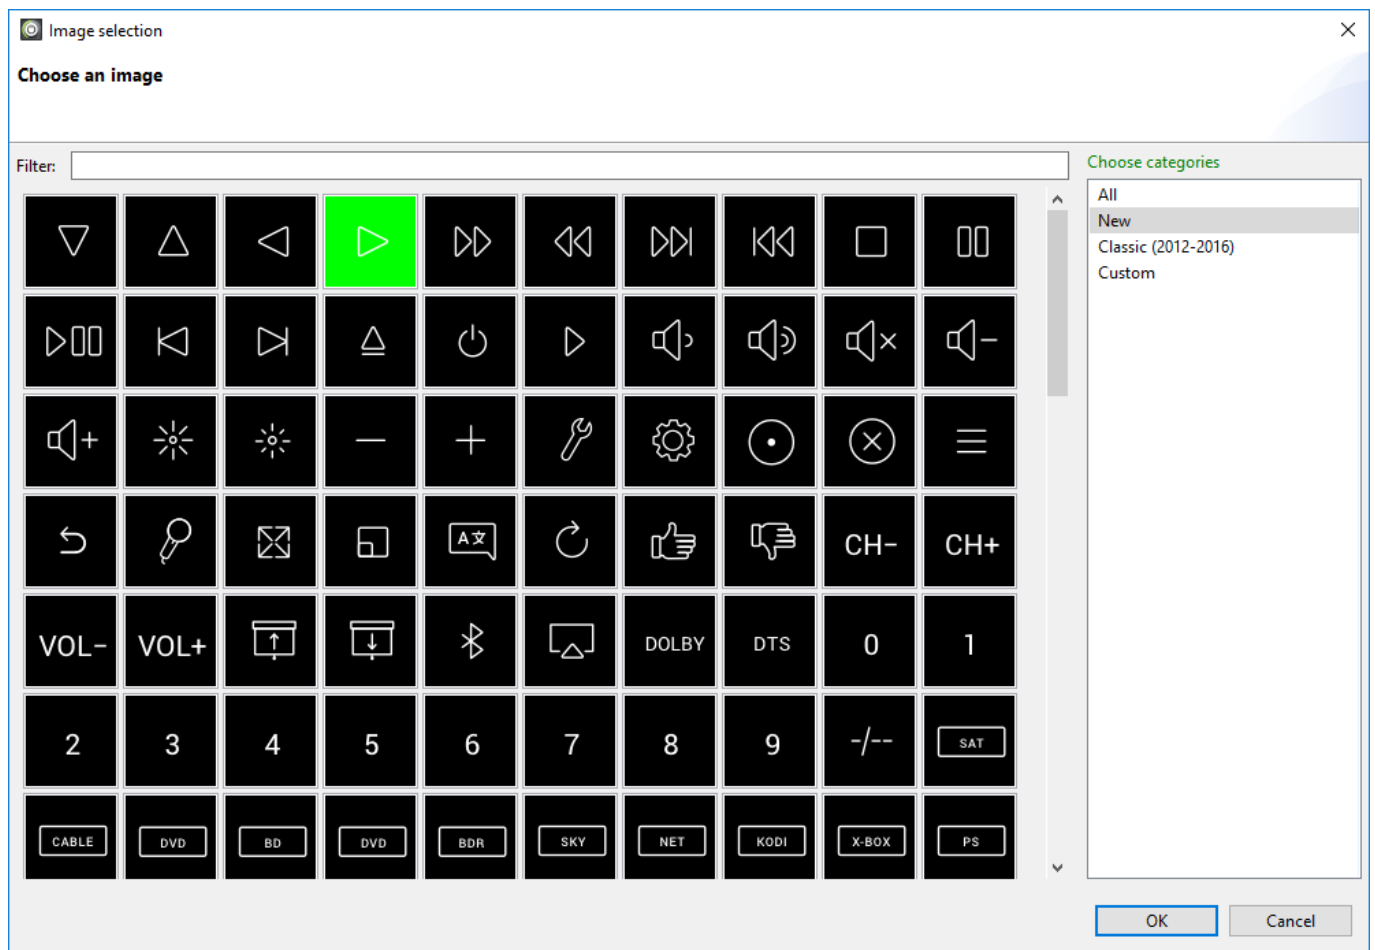 Image selection
Choose an image
Filter:
Choose categories
All
New
Classic (2012-2016)
Custom
A文
CH-
CH+
VOL-
VOL+
DOLBY
DTS
0
1
2
3
4
5
6
7
8
9
-/--
SAT
CABLE
DVD
BD
DVD
BDR
SKY
NET
KODI
X-BOX
PS
OK
Cancel